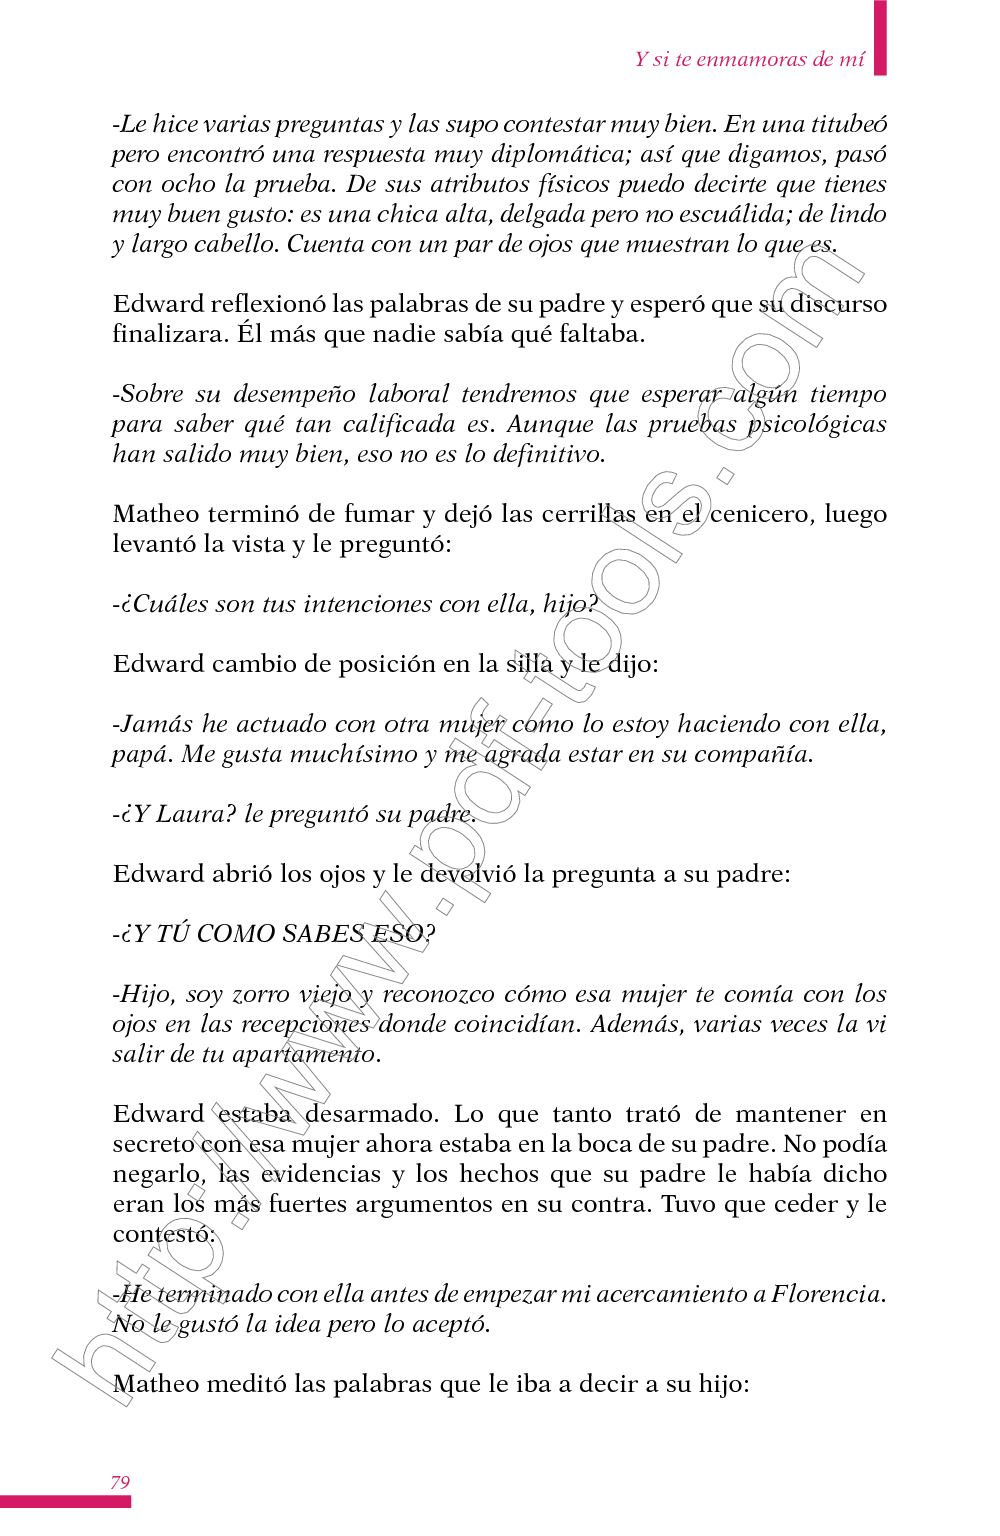 Y si te enmamoras de mí
-Le hice varias preguntas y las supo contestar muy bien. En una titubeó
pero encontró una respuesta muy diplomática; así que digamos, pasó
con ocho la prueba. De sus atributos físicos puedo decirte que tienes
muy buen gusto: es una chica alta, delgada pero no escuálida; de lindo
y largo cabello. Cuenta con un par de ojos que muestran lo que es.
Edward reflexionó las palabras de su padre y esperó que su discurso
finalizara. Él más que nadie sabía qué faltaba.
-Sobre su desempeño laboral tendremos que esperar algún tiempo
para saber qué tan calificada es. Aunque las pruebas psicológicas
han salido muy bien, eso no es lo definitivo.
Matheo terminó de fumar y dejó las cerrillas en el cenicero, luego
levantó la vista y le preguntó:
-¿Cuáles son tus intenciones con ella, hijo?
Edward cambio de posición en la silla y le dijo:
-Jamás he actuado con otra mujer como lo estoy haciendo con ella,
papá. Me gusta muchísimo y me agrada estar en su compañía.
-¿Y Laura? le preguntó su padre.
Edward abrió los ojos y le devolvió la pregunta a su padre:
-¿Y TÚ COMO SABES ESO?
-Hijo, soy zorro viejo y reconozco cómo esa mujer te comía con los
ojos en las recepciones donde coincidían. Además, varias veces la vi
salir de tu apartamento.
Edward estaba desarmado. Lo que tanto trató de mantener en
secreto con esa mujer ahora estaba en la boca de su padre. No podía
negarlo, las evidencias y los hechos que su padre le había dicho
eran los más fuertes argumentos en su contra. Tuvo que ceder y le
contestó:
-He terminado con ella antes de empezar mi acercamiento a Florencia.
No le gustó la idea pero lo aceptó.
Matheo meditó las palabras que le iba a decir a su hijo:
79
http://www.pdf-tools.com